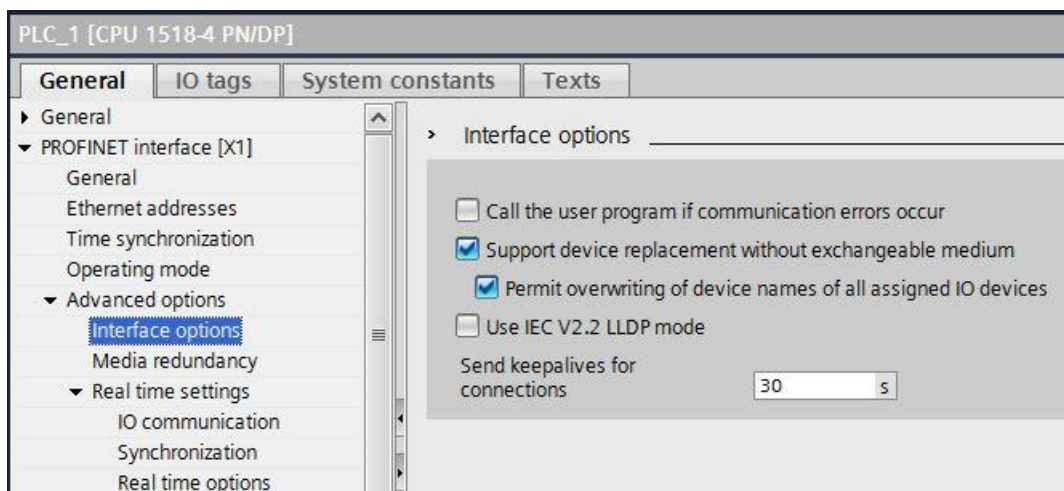 PLC_1 [CPU 1518-4 PN/DP]
General
IO tags
System constants
Texts
General
PROFINET interface [X1]
General
Ethernet addresses
Time synchronization
Operating mode
Advanced options
Interface options
Media redundancy
Real time settings
IO communication
Synchronization
Real time options
Interface options
Call the user program if communication errors occur
Support device replacement without exchangeable medium
Permit overwriting of device names of all assigned IO devices
Use IEC V2.2 LLDP mode
Send keepalives for
connections
30 s